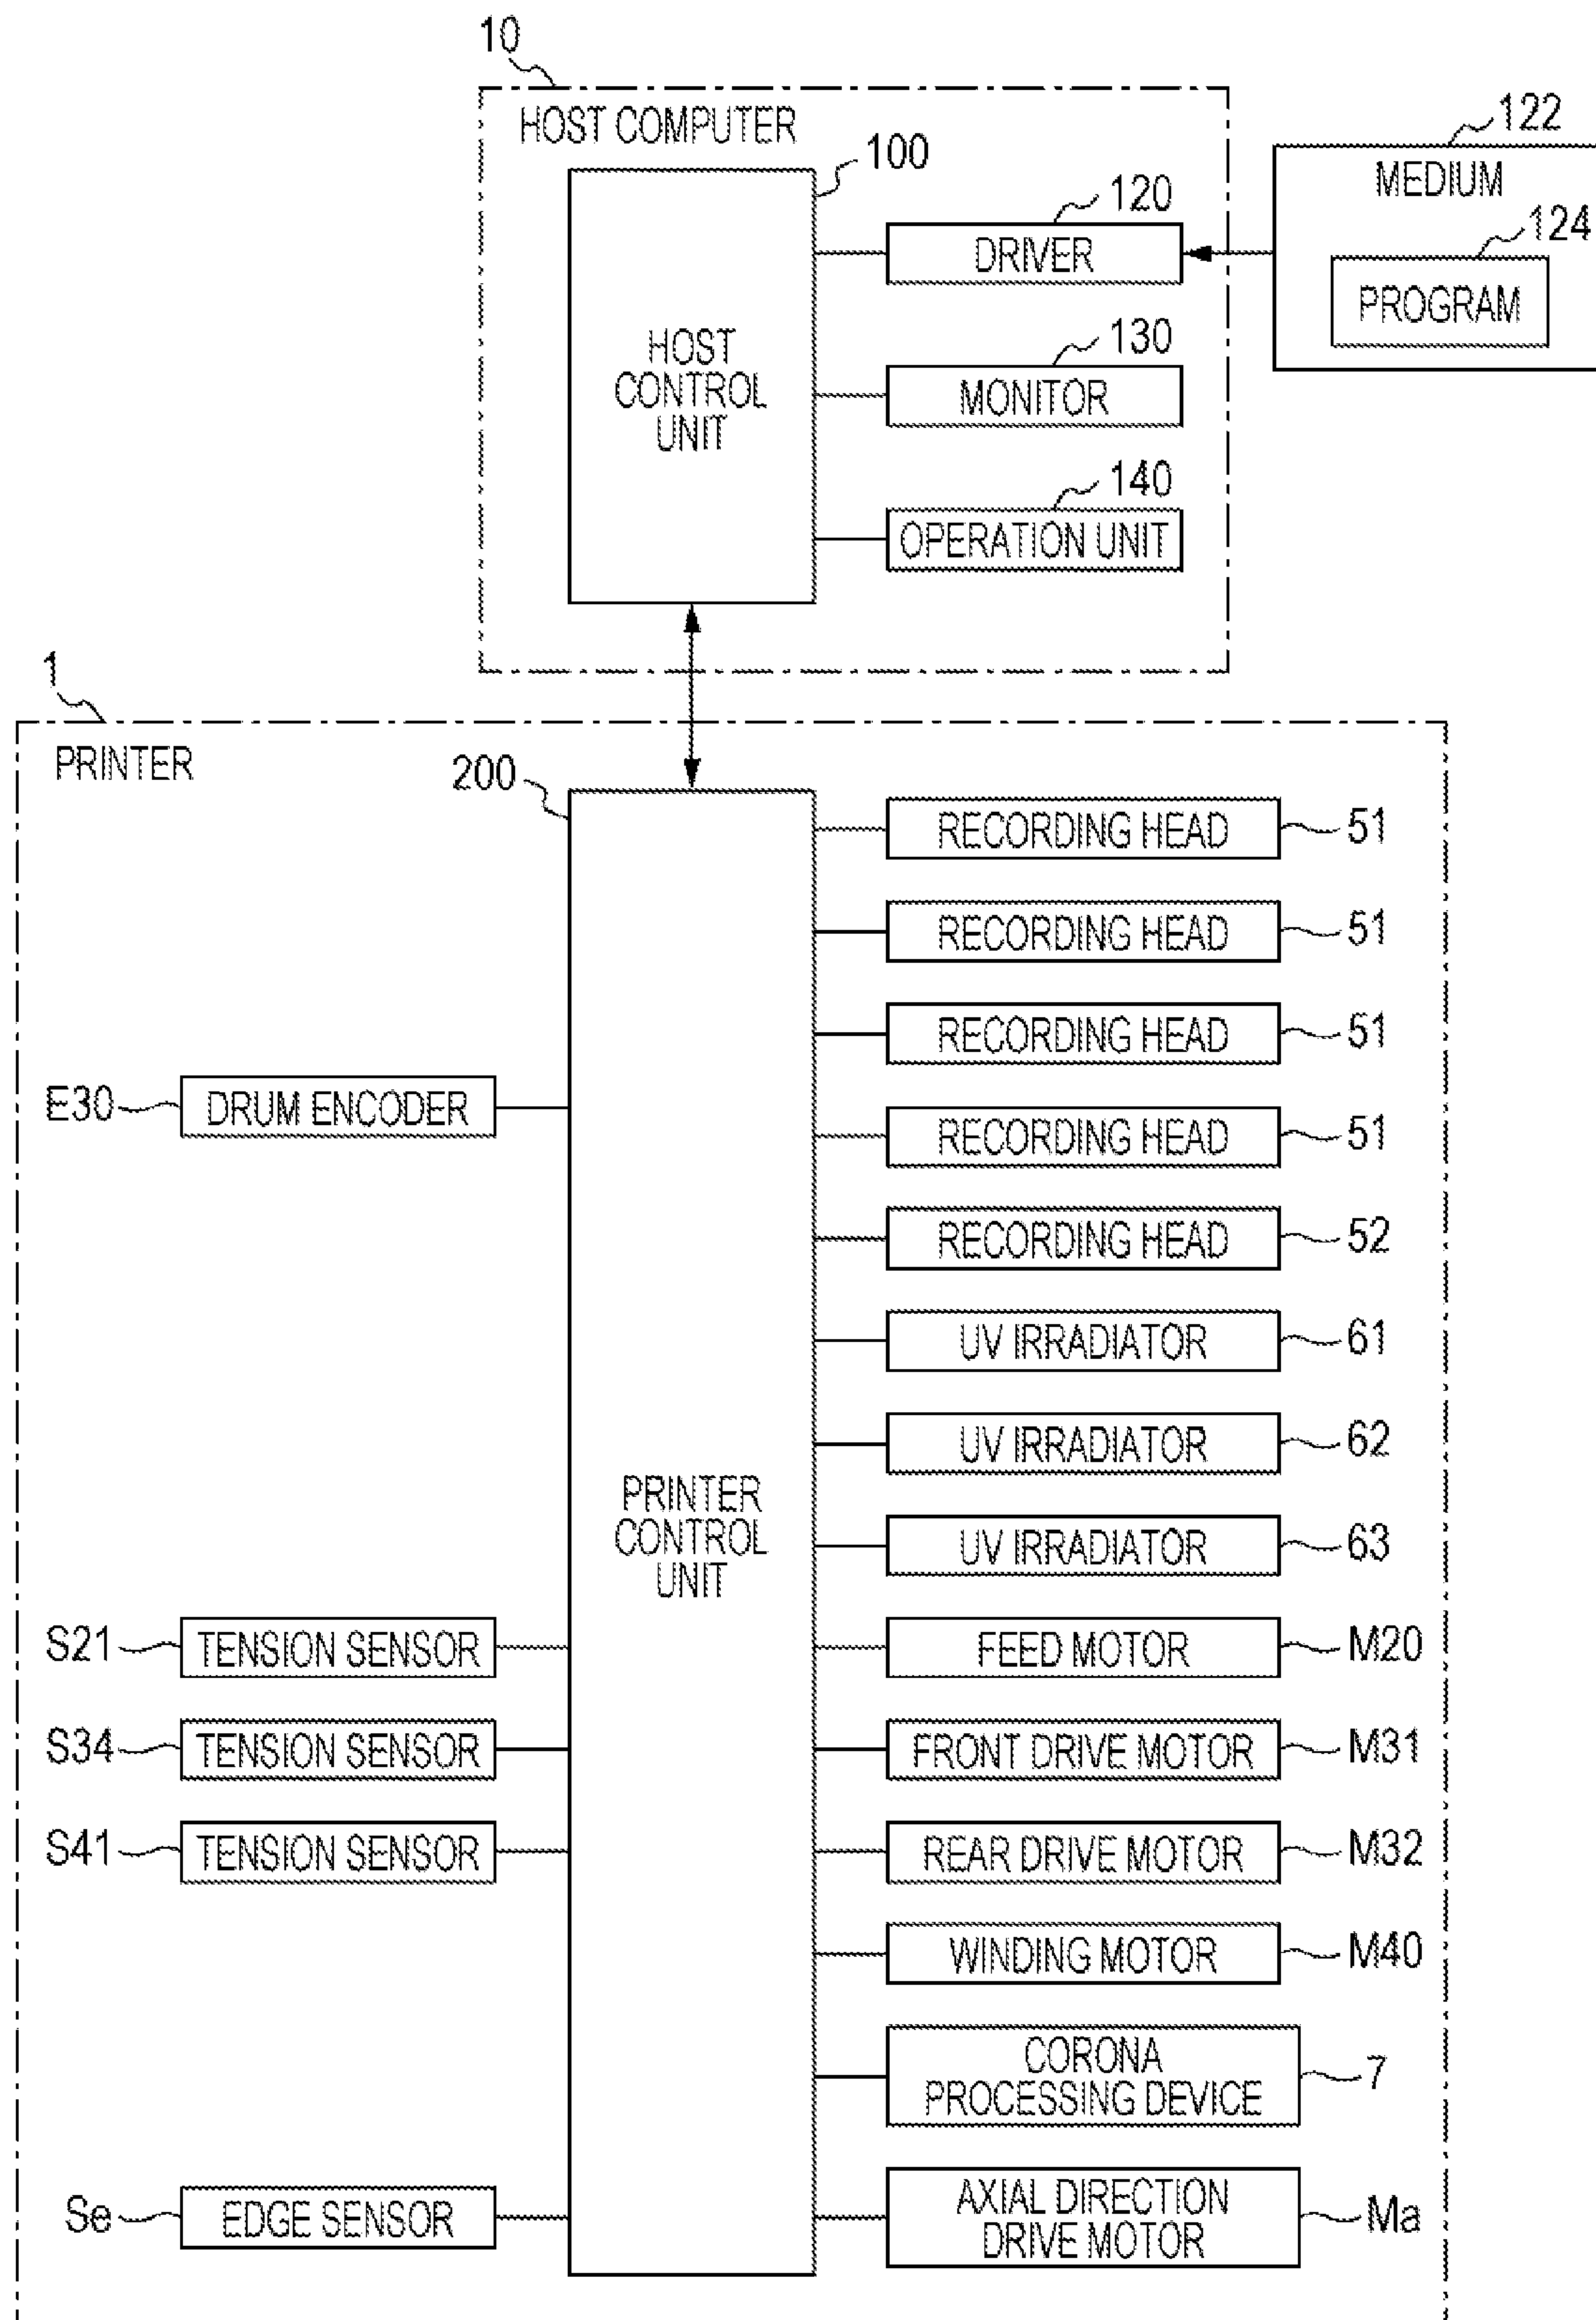 10
HOST COMPUTER
100
HOST
CONTROL
UNIT
120
DRIVER
130
MONITOR
140
OPERATION UNIT
122
MEDIUM
124
PROGRAM
1
PRINTER
200
PRINTER
CONTROL
UNIT
E30
DRUM ENCODER
S21
TENSION SENSOR
S34
TENSION SENSOR
S41
TENSION SENSOR
Se
EDGE SENSOR
RECORDING HEAD
51
RECORDING HEAD
51
RECORDING HEAD
51
RECORDING HEAD
51
RECORDING HEAD
52
UV IRRADIATOR
61
UV IRRADIATOR
62
UV IRRADIATOR
63
FEED MOTOR
M20
FRONT DRIVE MOTOR
M31
REAR DRIVE MOTOR
M32
WINDING MOTOR
M40
CORONA
PROCESSING DEVICE
7
AXIAL DIRECTION
DRIVE MOTOR
Ma